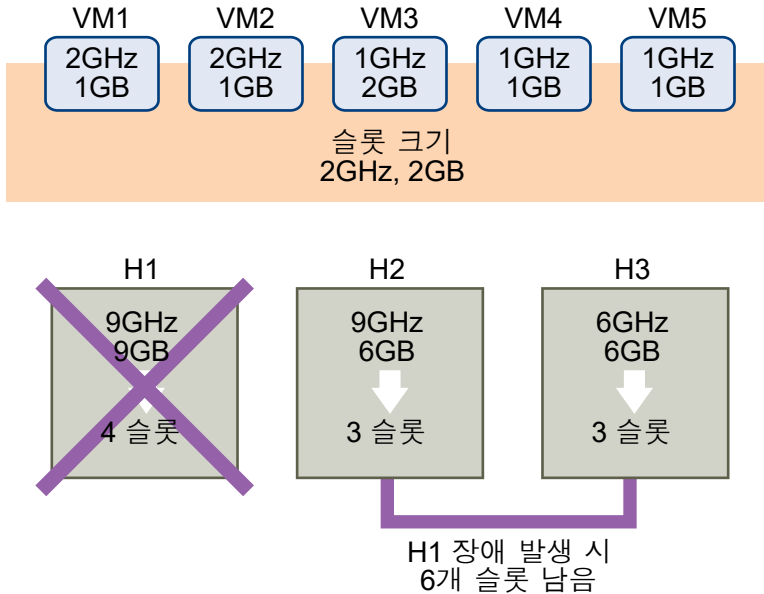 VM1 VM2 VM3 VM4 VM5
2GHz 2GHz 1GHz 1GHz 1GHz
1GB 1GB 2GB 1GB 1GB
슬롯 크기
2GHz, 2GB
H1 H2 H3
9GHz 9GHz 6GHz
9GB 6GB 6GB
4 슬롯 3 슬롯 3 슬롯
H1 장애 발생 시
6개 슬롯 남음